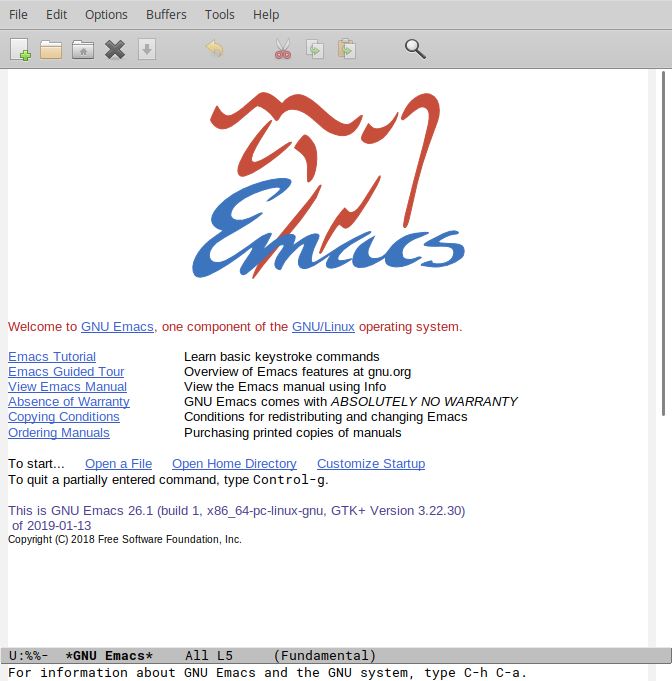 File Edit Options Buffers Tools Help
Emacs
Welcome to GNU Emacs, one component of the GNU/Linux operating system.
Emacs Tutorial Learn basic keystroke commands
Emacs Guided Tour Overview of Emacs features at gnu.org
View Emacs Manual View the Emacs manual using Info
Absence of Warranty GNU Emacs comes with ABSOLUTELY NO WARRANTY
Copying Conditions Conditions for redistributing and changing Emacs
Ordering Manuals Purchasing printed copies of manuals
To start... Open a File Open Home Directory Customize Startup
To quit a partially entered command, type Control-g.
This is GNU Emacs 26.1 (build 1, x86_64-pc-linux-gnu, GTK+ Version 3.22.30)
of 2019-01-13
Copyright (C) 2018 Free Software Foundation, Inc.
U:%%- *GNU Emacs* All L5 (Fundamental)
For information about GNU Emacs and the GNU system, type C-h C-a.